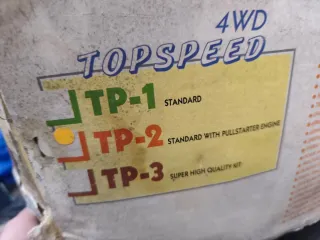 4WD
TOPSPEED
TP-1 STANDARD
TP-2 STANDARD WITH PULLSTARTER ENGINE
TP-3 SUPER HIGH QUALITY KIT